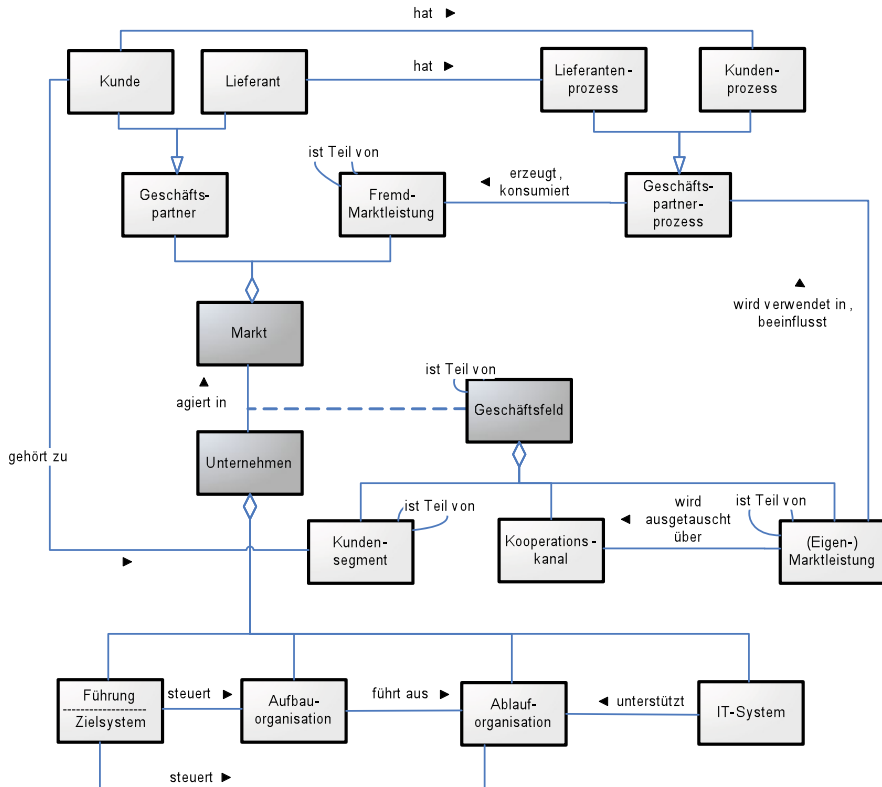 hat ►
Kunde
Lieferant
hat ►
Lieferanten-
prozess
Kunden-
prozess
ist Teil von
◄ erzeugt,
konsumiert
Geschäfts-
partner
Fremd-
Marktleistung
Geschäfts-
partner-
prozess
▲
wird verwendet in,
beeinflusst
Markt
▲
agiert in
ist Teil von
Geschäftsfeld
gehört zu
►
Unternehmen
ist Teil von
◄ wird
ausgetauscht
über
ist Teil von
Kunden-
segment
Kooperations-
kanal
(Eigen-)
Marktleistung
Führung
Zielsystem
steuert ►
Aufbau-
organisation
führt aus ►
Ablauf-
organisation
◄ unterstützt
IT-System
steuert ►